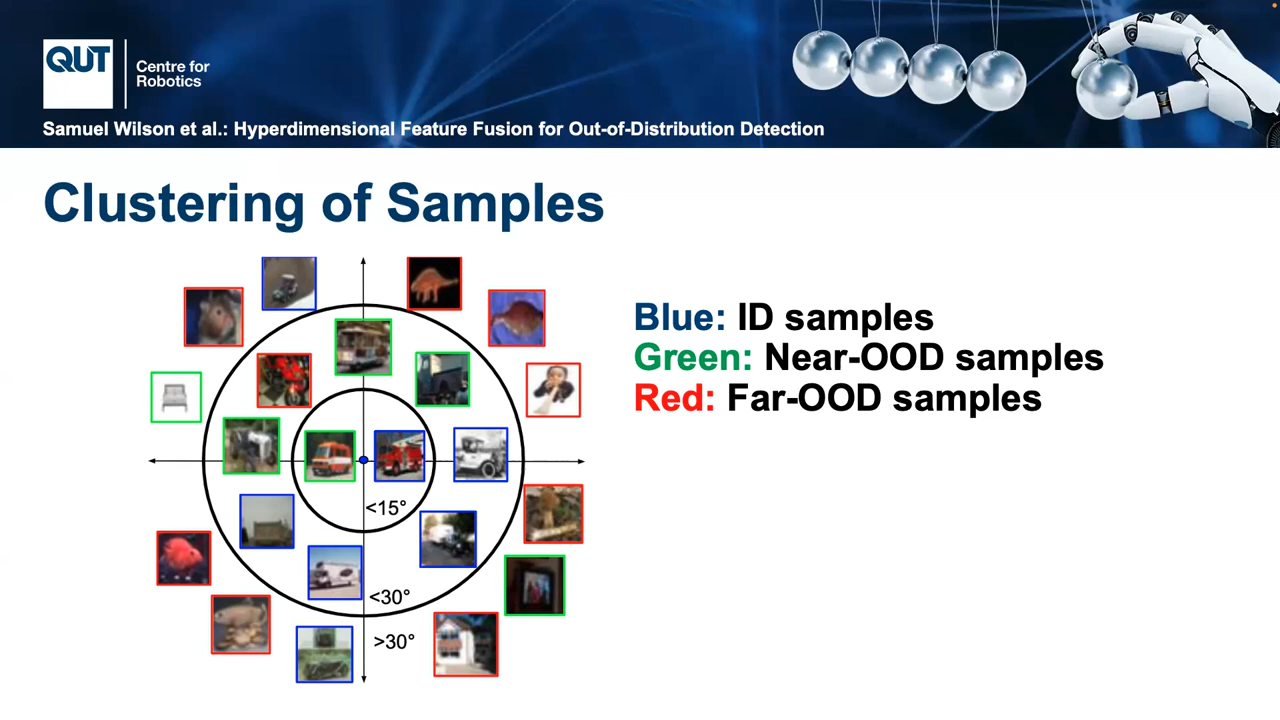 QUT
Centre for
Robotics
Samuel Wilson et al.: Hyperdimensional Feature Fusion for Out-of-Distribution Detection
Clustering of Samples
Blue: ID samples
Green: Near-OOD samples
Red: Far-OOD samples
<15°
<30°
>30°